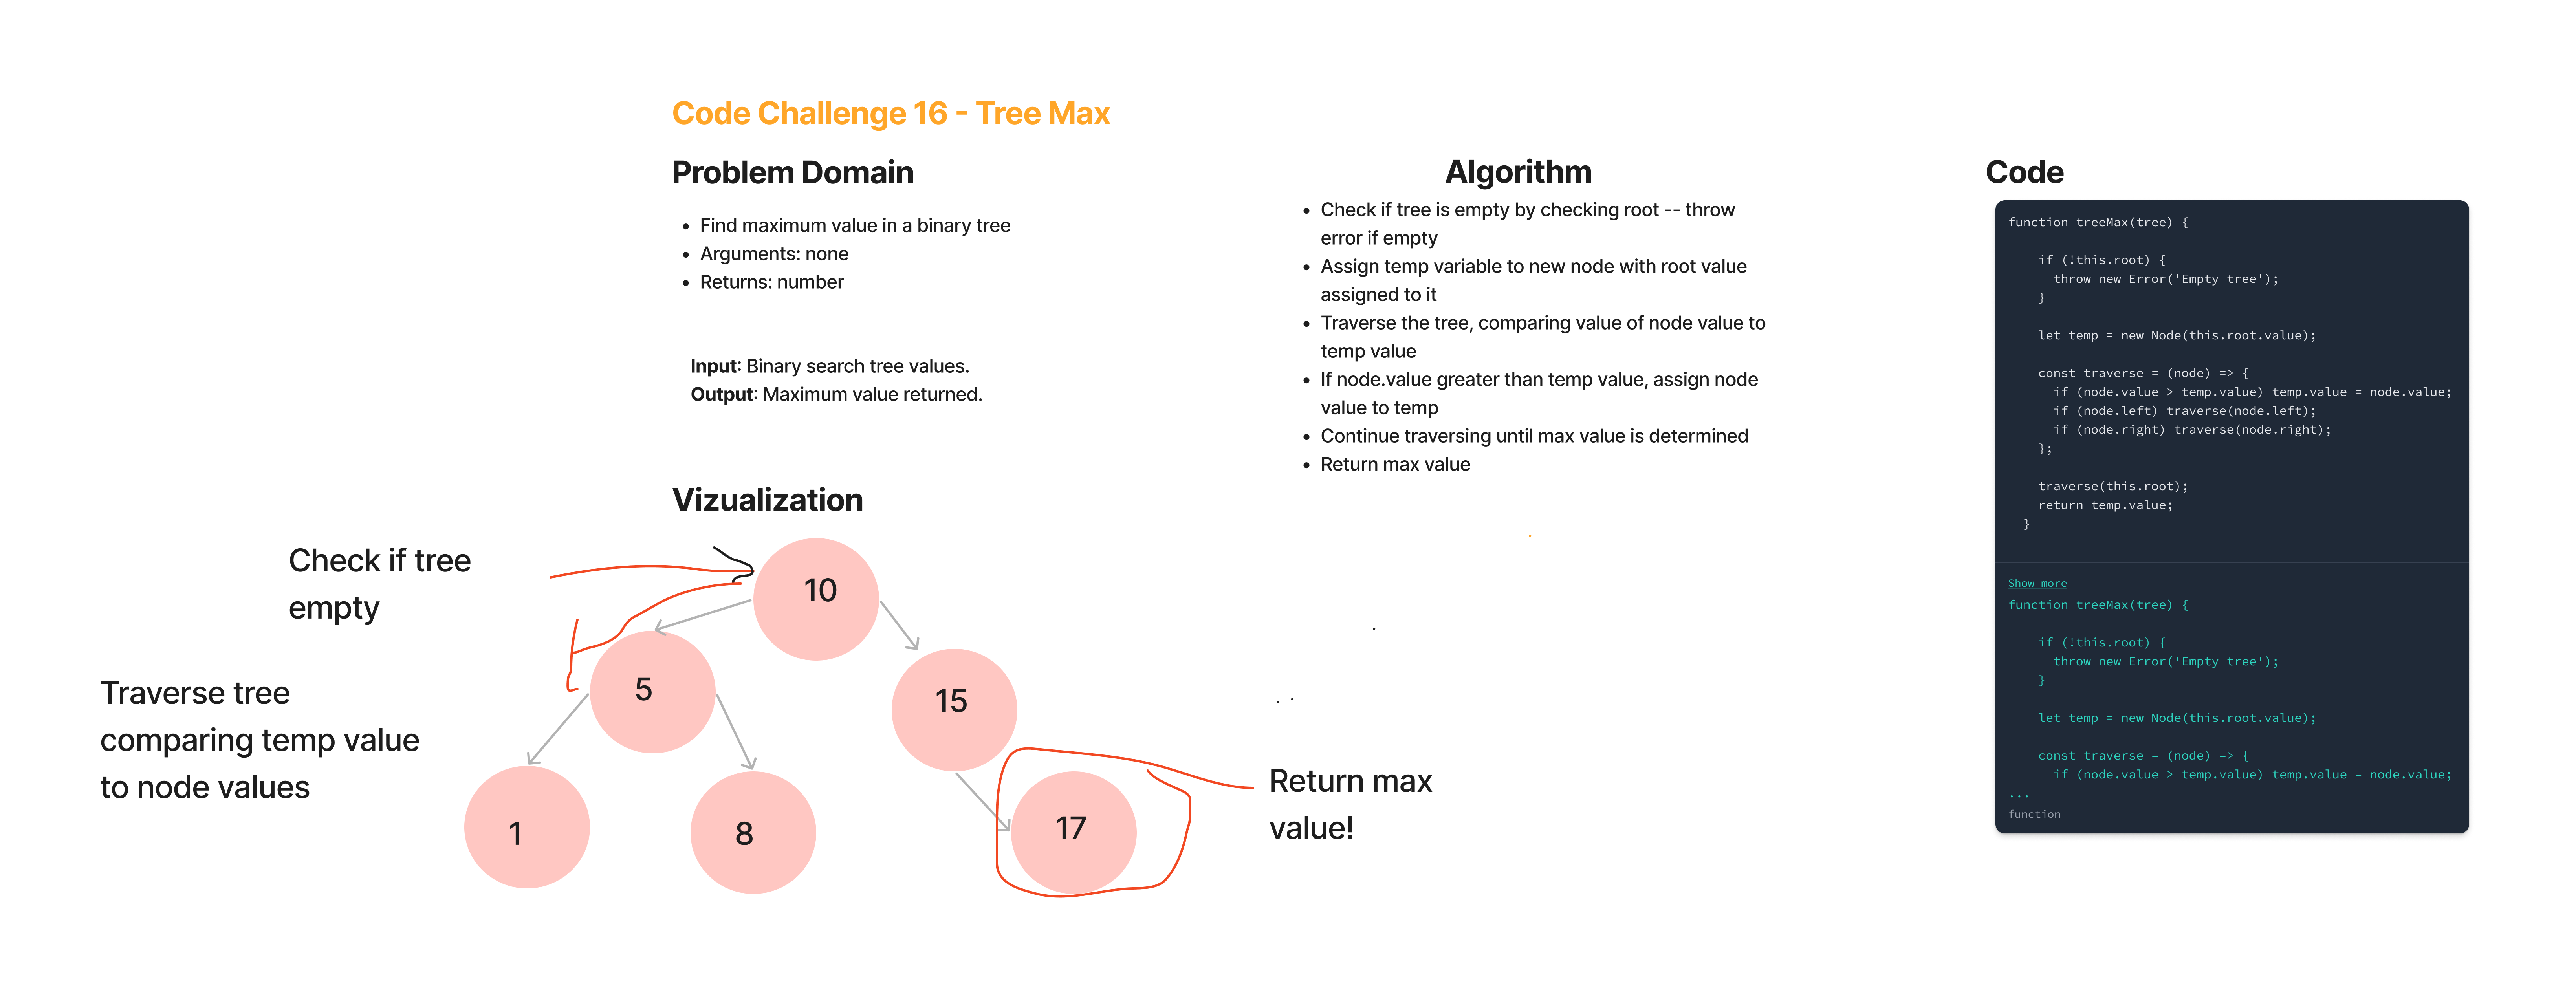 Code Challenge 16 - Tree Max
Problem Domain
• Find maximum value in a binary tree
• Arguments: none
• Returns: number
Input: Binary search tree values.
Output: Maximum value returned.
Vizualization
Check if tree
empty
Traverse tree
comparing temp value
to node values
10
5
15
1
8
17
Return max
value!
Algorithm
• Check if tree is empty by checking root -- throw
error if empty
• Assign temp variable to new node with root value
assigned to it
• Traverse the tree, comparing value of node value to
temp value
• If node.value greater than temp value, assign node
value to temp
• Continue traversing until max value is determined
• Return max value
Code
function treeMax(tree) {
if (!this.root) {
throw new Error('Empty tree');
}
let temp = new Node(this.root.value);
const traverse = (node) => {
if (node.value > temp.value) temp.value = node.value;
if (node.left) traverse(node.left);
if (node.right) traverse(node.right);
};
traverse(this.root);
return temp.value;
}
Show more
function treeMax(tree) {
if (!this.root) {
throw new Error('Empty tree');
}
let temp = new Node(this.root.value);
const traverse = (node) => {
if (node.value > temp.value) temp.value = node.value;
...
function